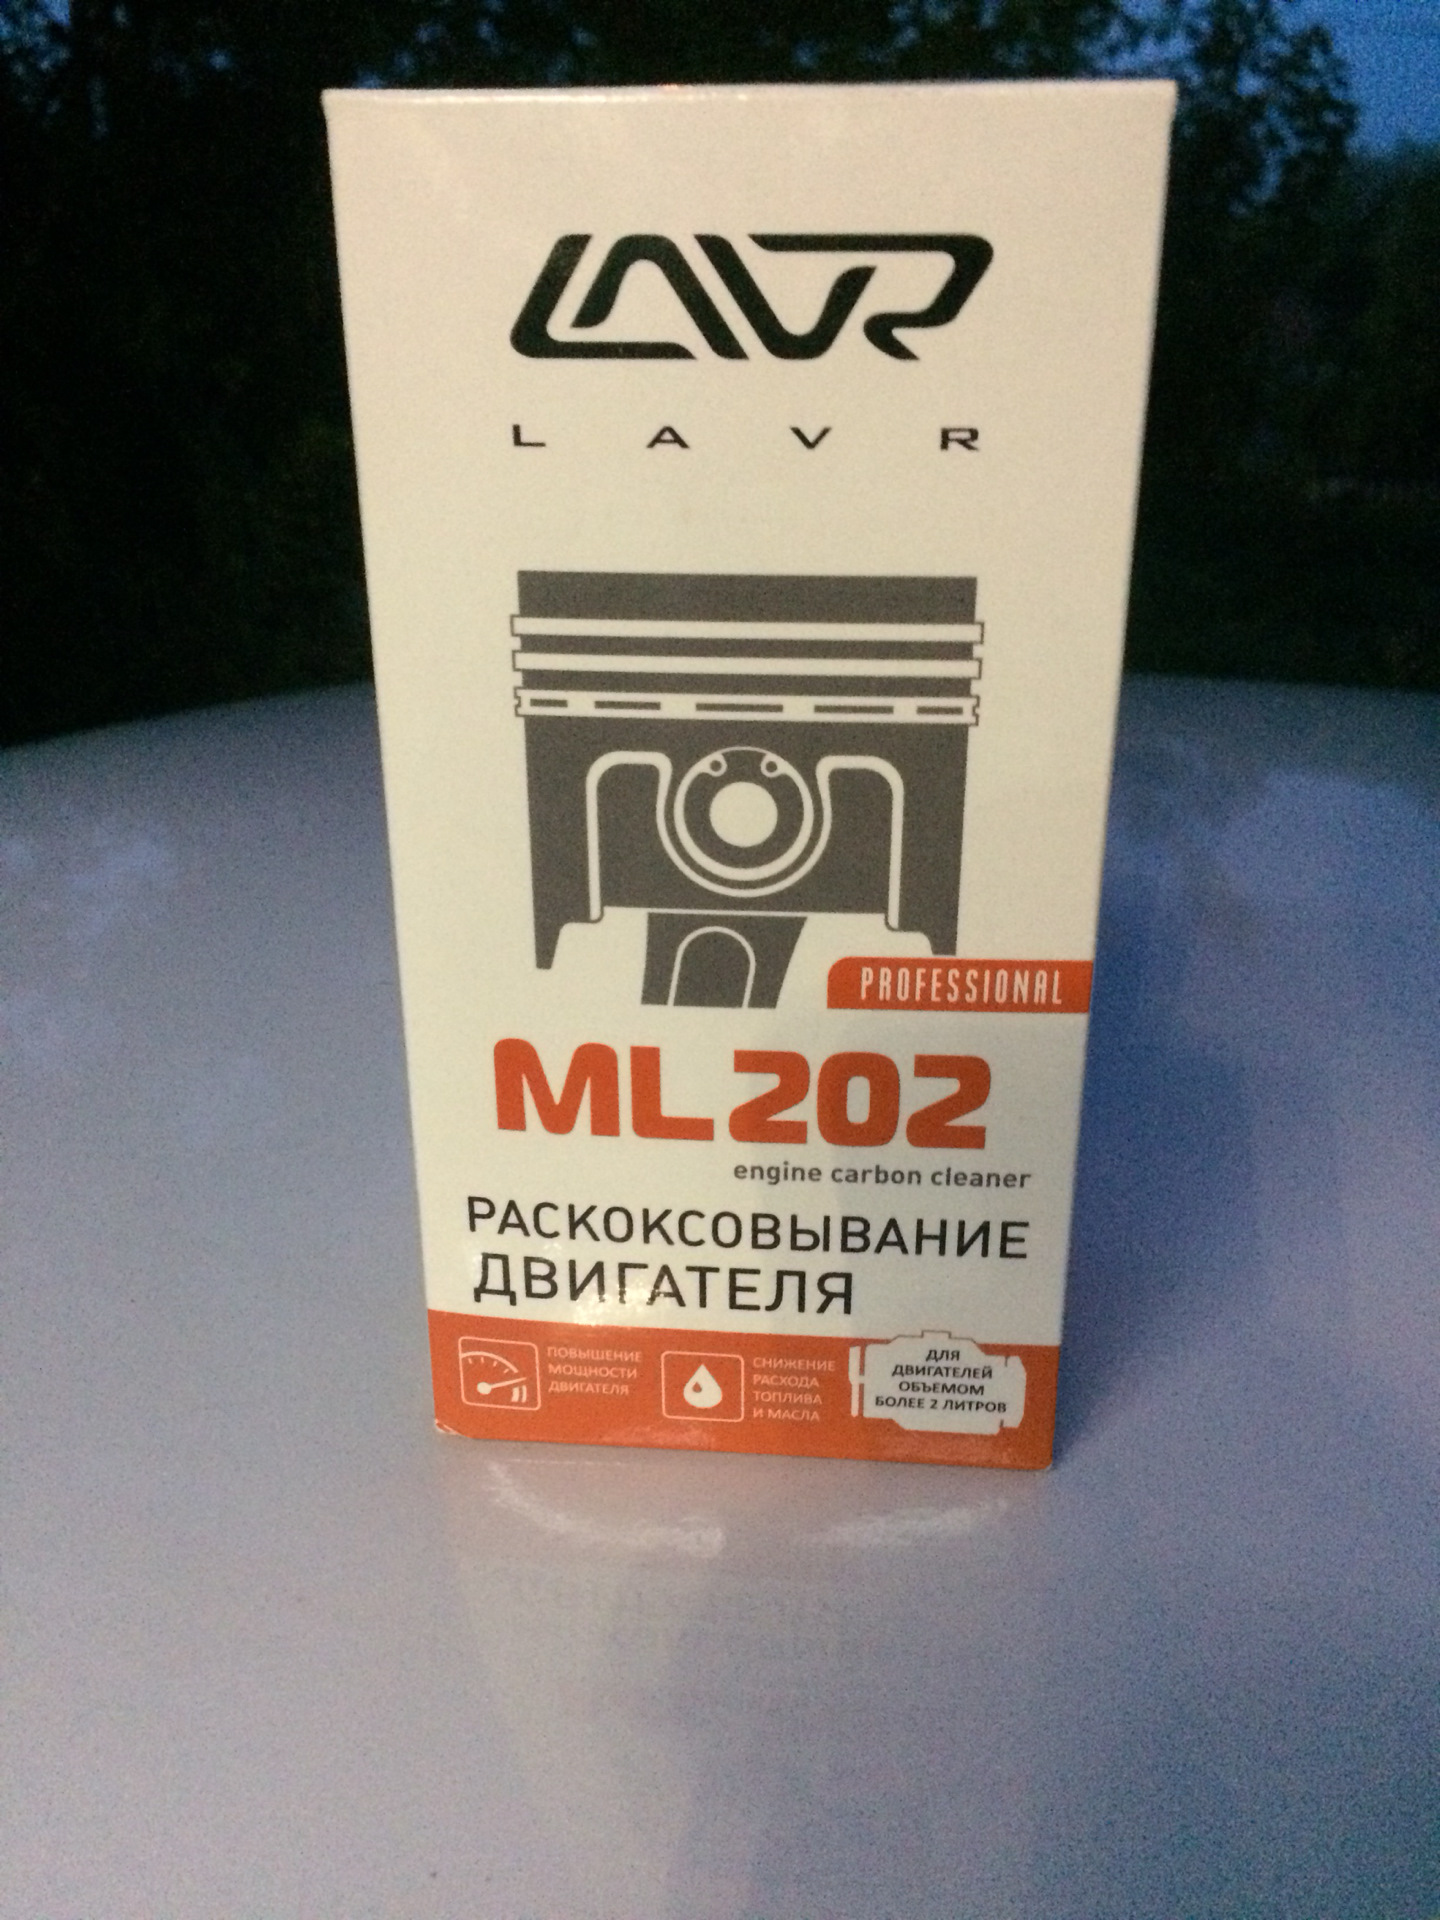 LAVR
LAVR
PROFESSIONAL
ML202
engine carbon cleaner
РАСКОКСОВЫВАНИЕ
ДВИГАТЕЛЯ
ПОВЫШЕНИЕ
МОЩНОСТИ
ДВИГАТЕЛЯ
СНИЖЕНИЕ
РАСХОДА
ТОПЛИВА
И МАСЛА
ДЛЯ
ДВИГАТЕЛЕЙ
ОБЪЕМОМ
БОЛЕЕ 2 ЛИТРОВ